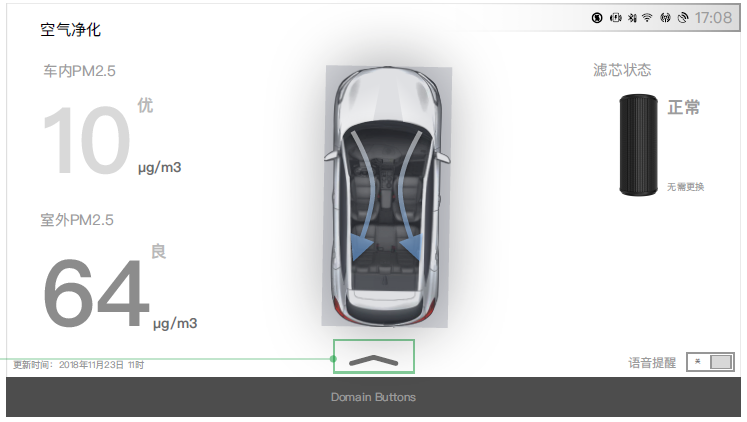 17:08
空气净化
车内PM2.5
10
优
μg/m3
室外PM2.5
64
良
μg/m3
更新时间： 2018年11月23日 11时
滤芯状态
正常
无需更换
语音提醒
关
Domain Buttons